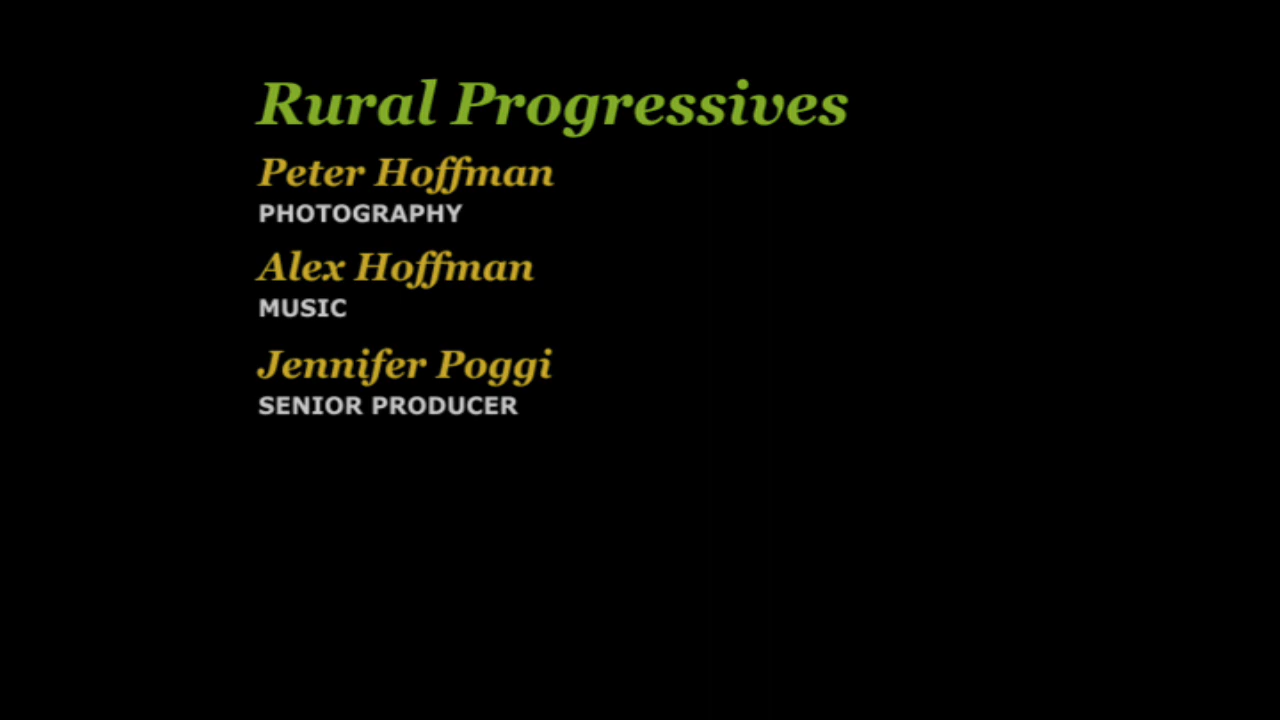 Rural Progressives
Peter Hoffman
PHOTOGRAPHY
Alex Hoffman
MUSIC
Jennifer Poggi
SENIOR PRODUCER